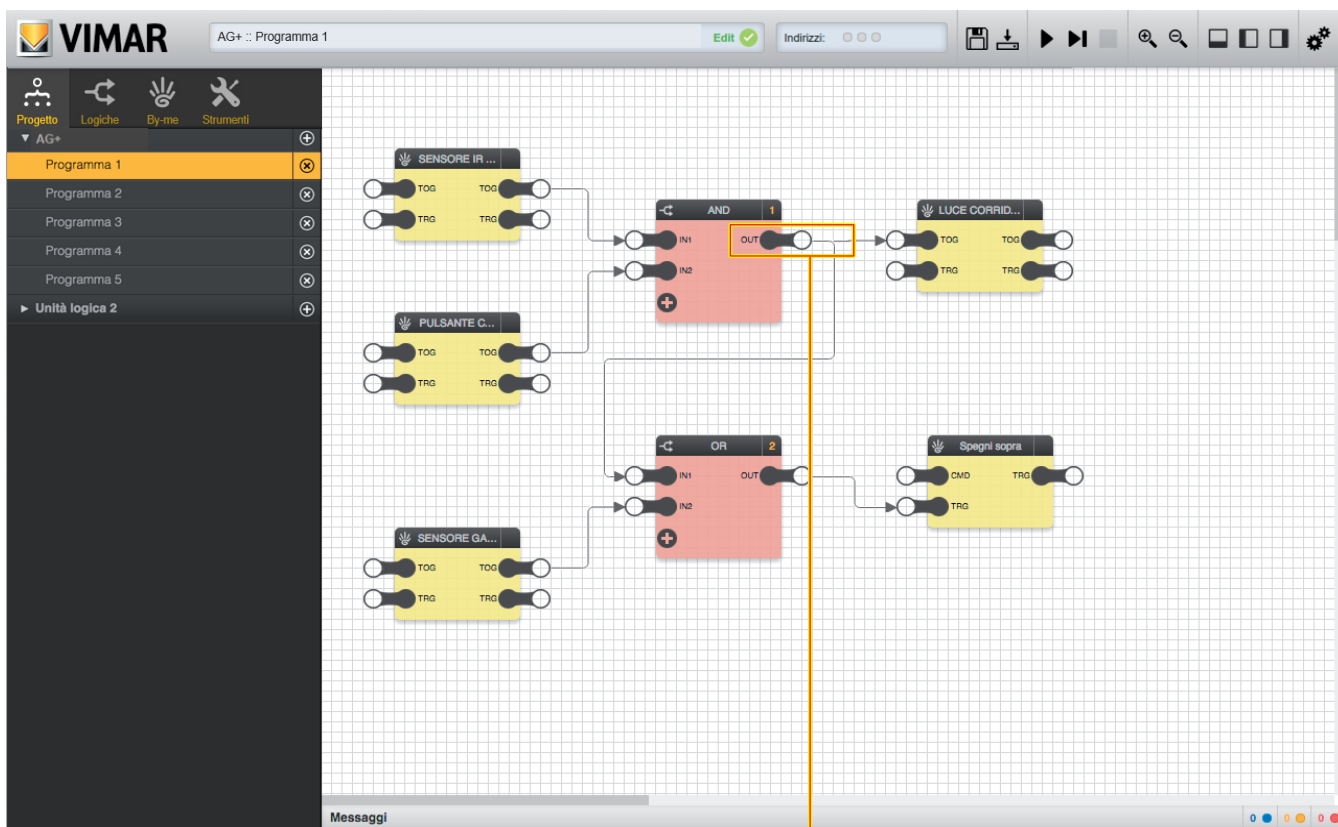 VIMAR
AG+ :: Programma 1
Edit
Indirizzi:
Progetto
Logiche
By-me
Strumenti
AG+
Programma 1
Programma 2
Programma 3
Programma 4
Programma 5
Unità logica 2
SENSORE IR ...
TOG TOG
TRG TRG
AND 1
IN1 OUT
IN2
LUCE CORRID...
TOG TOG
TRG TRG
PULSANTE C...
TOG TOG
TRG TRG
OR 2
IN1 OUT
IN2
Spegni sopra
CMD TRG
TRG
SENSORE GA...
TOG TOG
TRG TRG
Messaggi
0 0 0